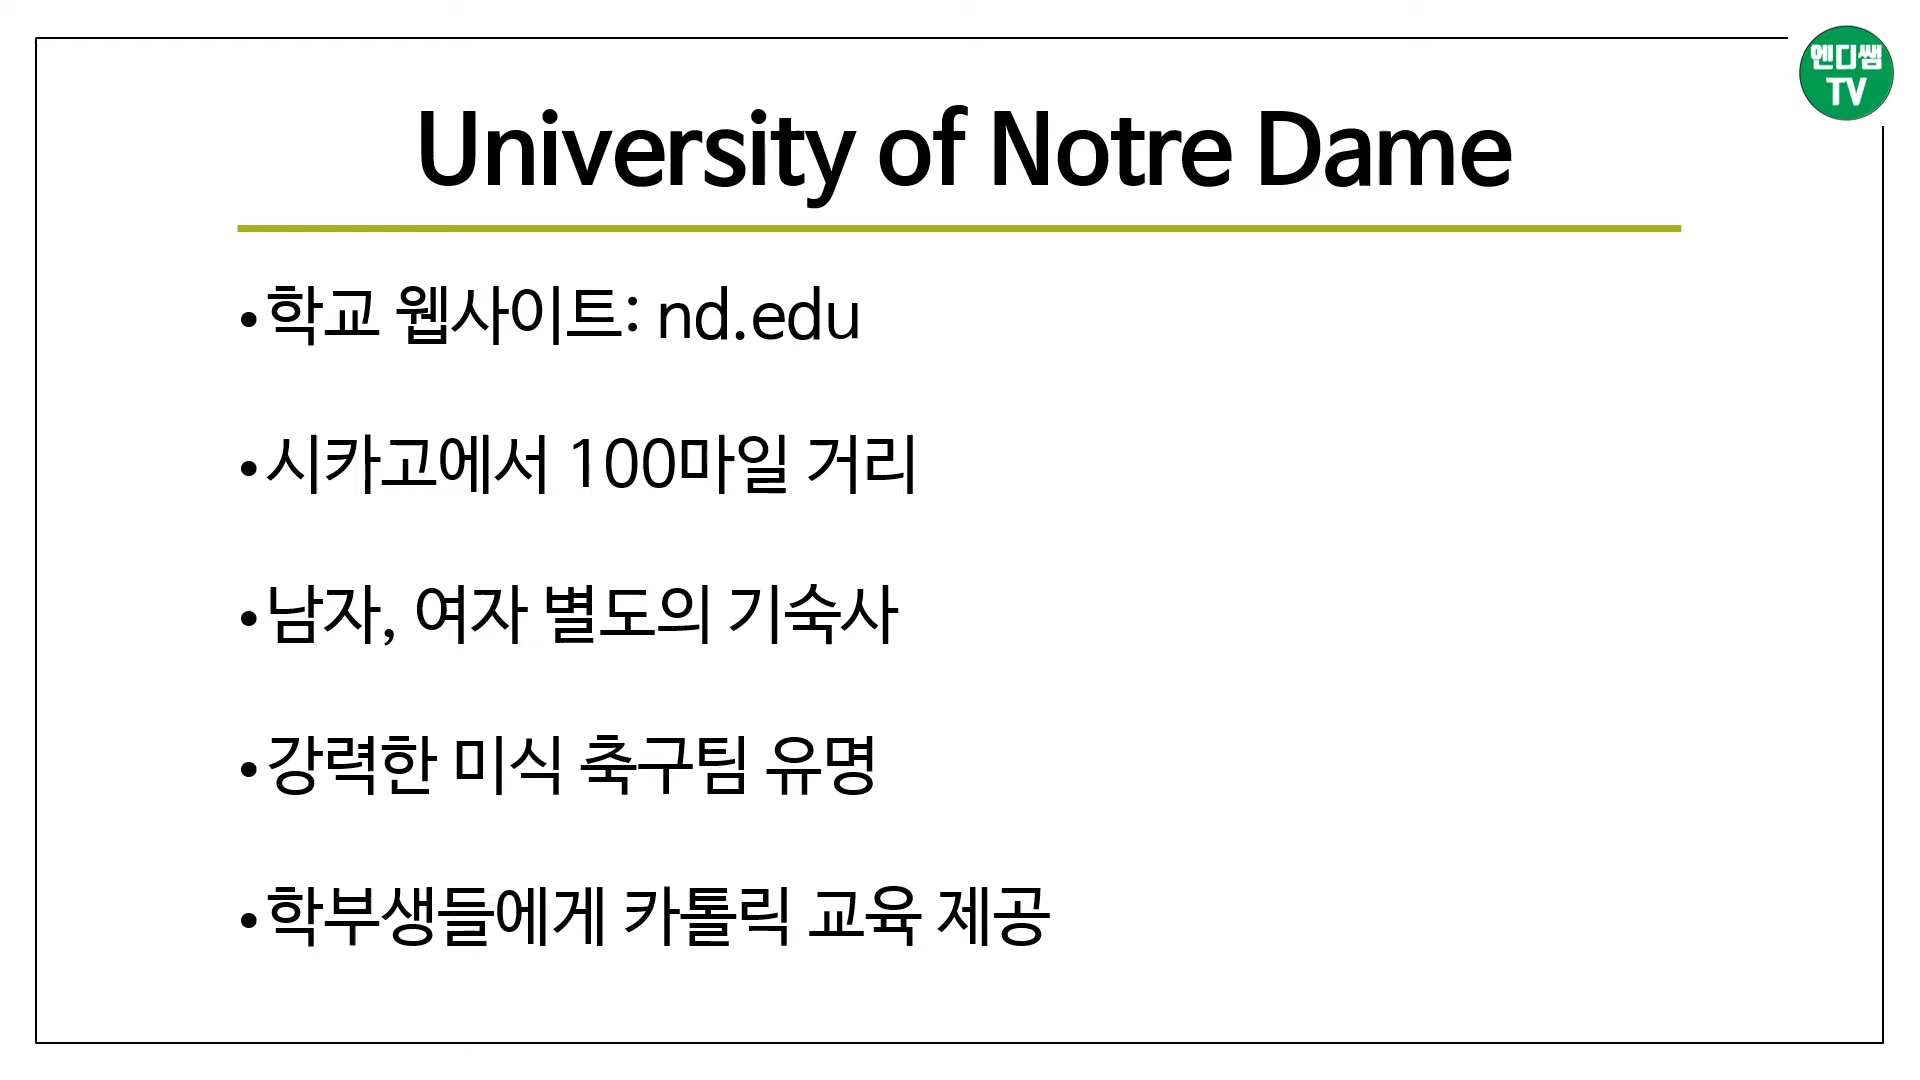 엔디쌤
TV
University of Notre Dame
•학교 웹사이트: nd.edu
•시카고에서 100마일 거리
•남자, 여자 별도의 기숙사
•강력한 미식 축구팀 유명
•학부생들에게 카톨릭 교육 제공